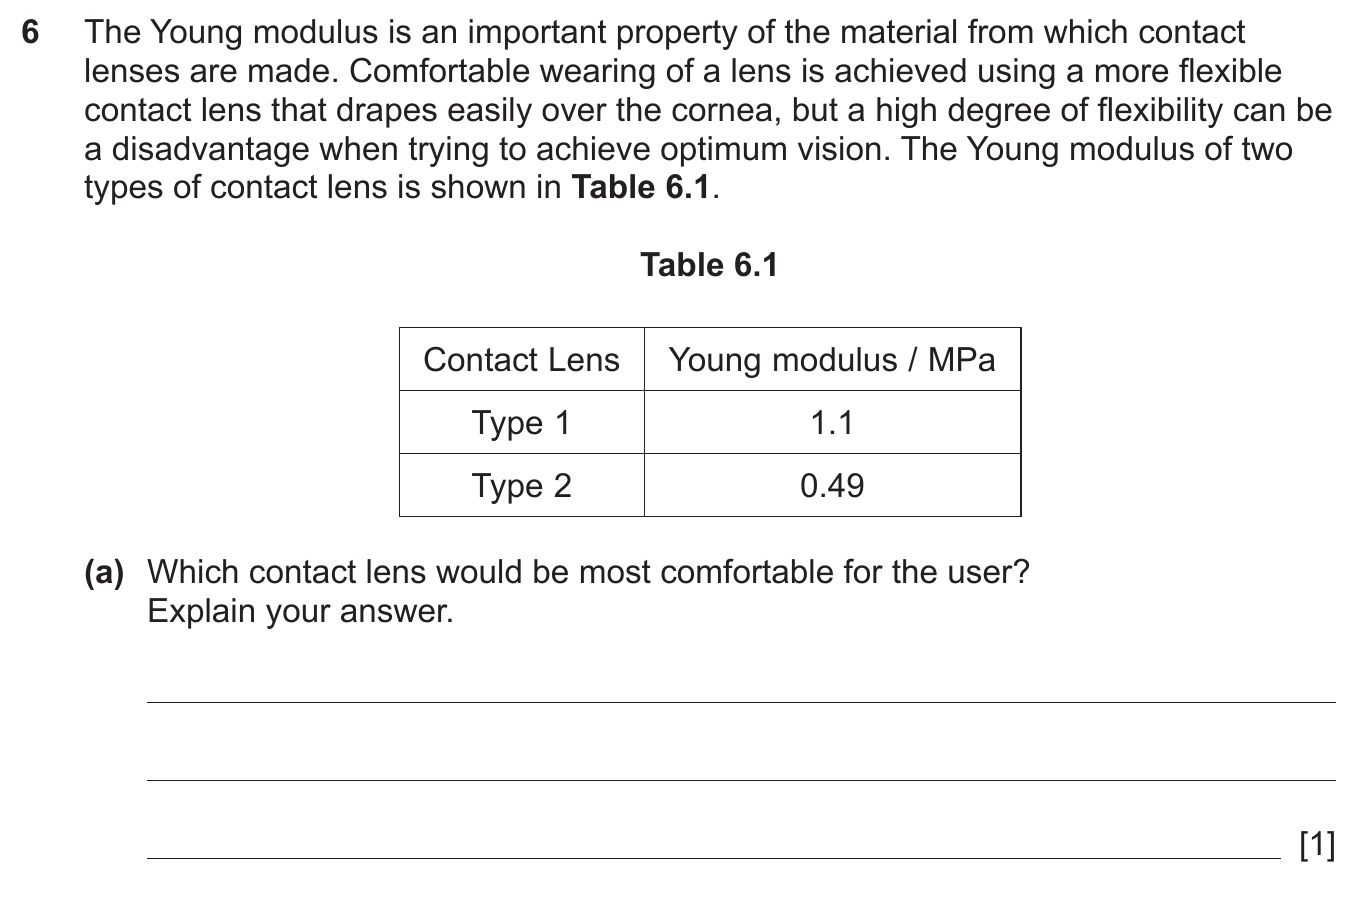 6 The Young modulus is an important property of the material from which contact
lenses are made. Comfortable wearing of a lens is achieved using a more flexible
contact lens that drapes easily over the cornea, but a high degree of flexibility can be
a disadvantage when trying to achieve optimum vision. The Young modulus of two
types of contact lens is shown in Table 6.1.
Table 6.1
Contact Lens Young modulus / MPa
Type 1 1.1
Type 2 0.49
(a) Which contact lens would be most comfortable for the user?
Explain your answer.
[1]